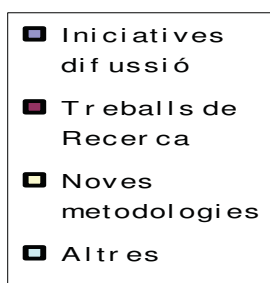 Iniciatives
difussió
Treballs de
Recerca
Noves
metodologies
Altres